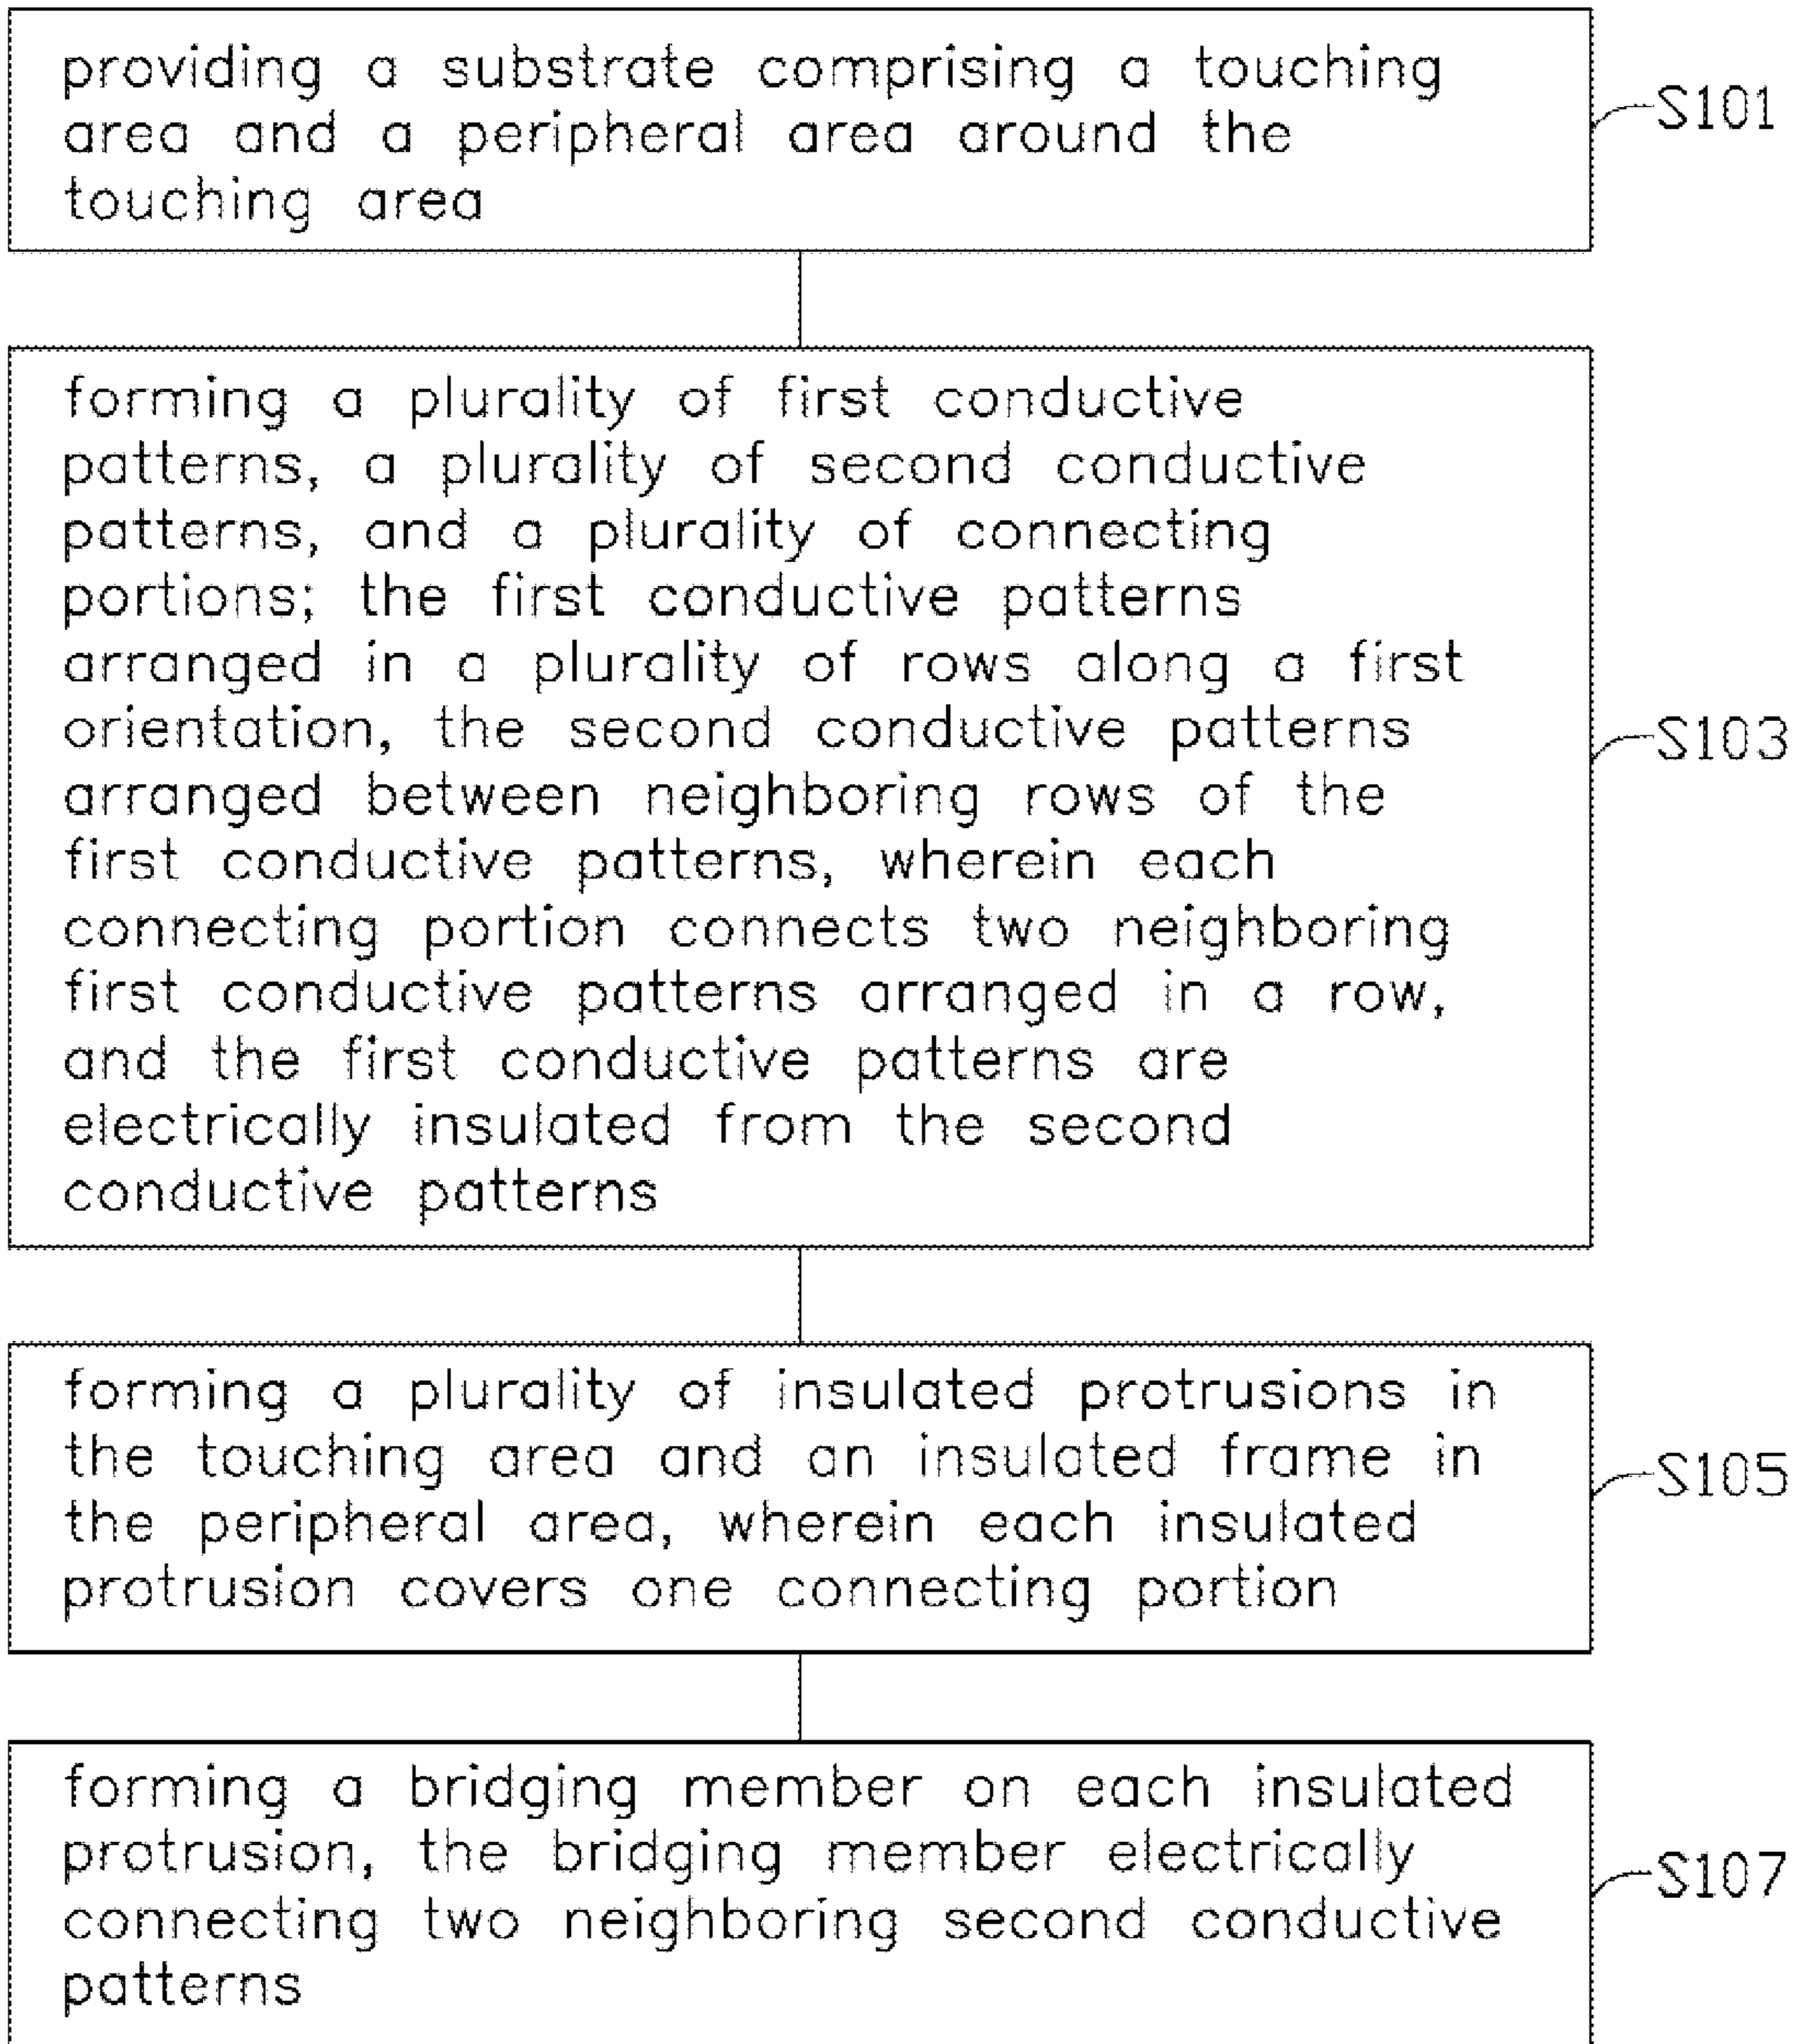 providing a substrate comprising a touching
area and a peripheral area around the
touching area
S101
forming a plurality of first conductive
patterns, a plurality of second conductive
patterns, and a plurality of connecting
portions; the first conductive patterns
arranged in a plurality of rows along a first
orientation, the second conductive patterns
arranged between neighboring rows of the
first conductive patterns, wherein each
connecting portion connects two neighboring
first conductive patterns arranged in a row,
and the first conductive patterns are
electrically insulated from the second
conductive patterns
S103
forming a plurality of insulated protrusions in
the touching area and an insulated frame in
the peripheral area, wherein each insulated
protrusion covers one connecting portion
S105
forming a bridging member on each insulated
protrusion, the bridging member electrically
connecting two neighboring second conductive
patterns
S107